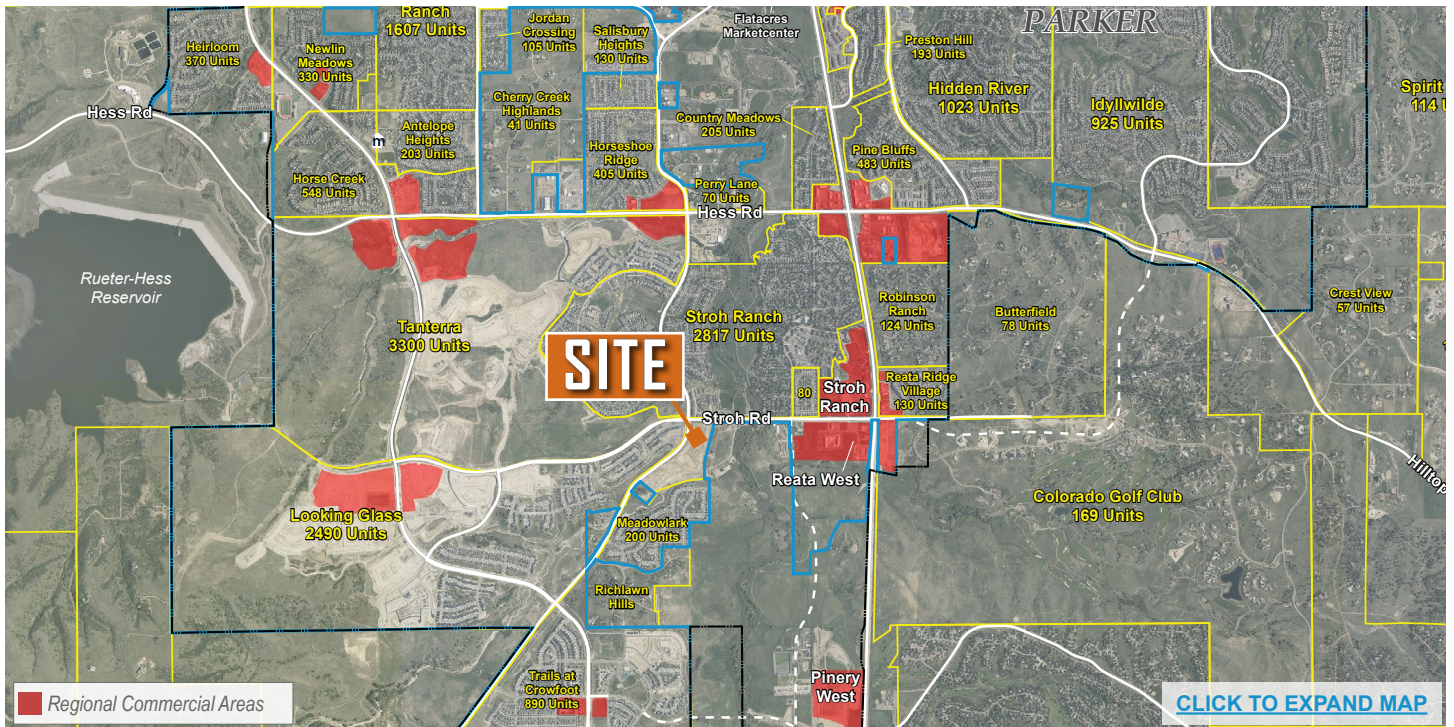 Ranch
1607 Units
Jordan
Crossing
105 Units
Salisbury
Heights
130 Units
Flatacres
Marketcenter
PARKER
Heirloom
370 Units
Newlin
Meadows
330 Units
Preston Hill
193 Units
Hidden River
1023 Units
Idyllwilde
925 Units
Spirit
114 U
Hess Rd
Cherry Creek
Highlands
41 Units
Country Meadows
205 Units
Antelope
Heights
203 Units
m
Horseshoe
Ridge
405 Units
Pine Bluffs
483 Units
Horse Creek
548 Units
Perry Lane
70 Units
Hess Rd
Rueter-Hess
Reservoir
Tanterra
3300 Units
Stroh Ranch
2817 Units
Robinson
Ranch
124 Units
Butterfield
78 Units
Crest View
57 Units
1
SITE
80
Stroh
Ranch
Reata Ridge
Village
130 Units
Stroh Rd
Reata West
Hilltop
Looking Glass
2490 Units
Meadowlark
200 Units
Colorado Golf Club
169 Units
Richlawn
Hills
Trails at
Crowfoot
890 Units
Pinery
West
Regional Commercial Areas
CLICK TO EXPAND MAP